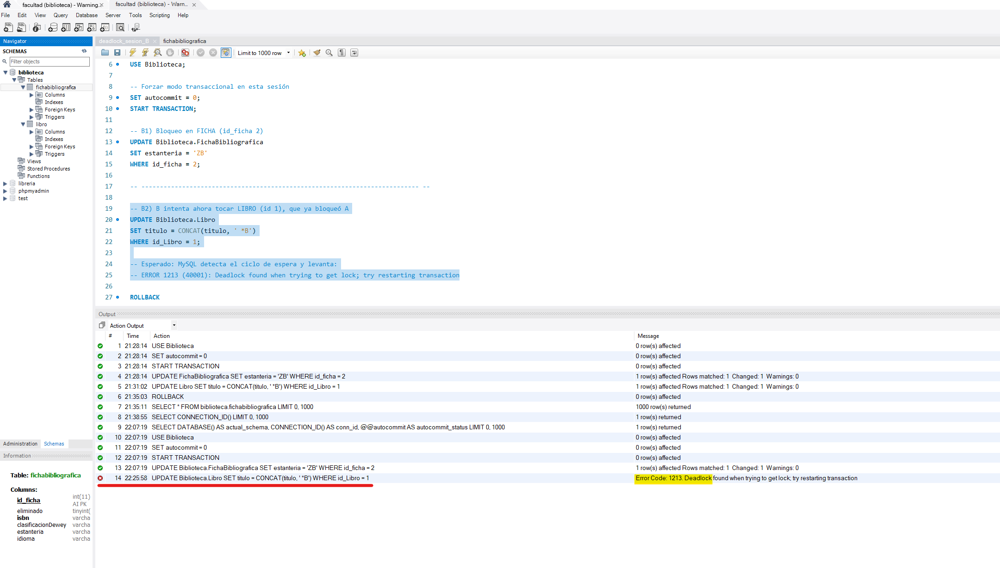 facultad (biblioteca) - Warning... ×
facultad (biblioteca) - Warn... ×
File Edit View Query Database Server Tools Scripting Help
Navigator
SCHEMAS
Filter objects
biblioteca
Tables
fichabibliografica
Columns
Indexes
Foreign Keys
Triggers
libro
Columns
Indexes
Foreign Keys
Triggers
Views
Stored Procedures
Functions
libreria
phpmyadmin
test
Administration Schemas
Information
Table: fichabibliografica
Columns:
id_ficha int(11)
AI PK
eliminado tinyint(
isbn varcha
clasificacionDewey varcha
estanteria varcha
idioma varcha
deadlock_sesion_B × fichabibliografica
Limit to 1000 row
6 USE Biblioteca;
7
8 -- Forzar modo transaccional en esta sesión
9 SET autocommit = 0;
10 START TRANSACTION;
11
12 -- B1) Bloqueo en FICHA (id_ficha 2)
13 UPDATE Biblioteca.FichaBibliografica
14 SET estanteria = 'ZB'
15 WHERE id_ficha = 2;
16
17 -- --------------------------------------------------------------------------- --
18
19 -- B2) B intenta ahora tocar LIBRO (id 1), que ya bloqueó A
20 UPDATE Biblioteca.Libro
21 SET titulo = CONCAT(titulo, ' *B')
22 WHERE id_Libro = 1;
23
24 -- Esperado: MySQL detecta el ciclo de espera y levanta:
25 -- ERROR 1213 (40001): Deadlock found when trying to get lock; try restarting transaction
26
27 ROLLBACK
Output
Action Output
# Time Action Message
1 21:28:14 USE Biblioteca 0 row(s) affected
2 21:28:14 SET autocommit = 0 0 row(s) affected
3 21:28:14 START TRANSACTION 0 row(s) affected
4 21:28:14 UPDATE FichaBibliografica SET estanteria = 'ZB' WHERE id_ficha = 2 1 row(s) affected Rows matched: 1 Changed: 1 Warnings: 0
5 21:31:02 UPDATE Libro SET titulo = CONCAT(titulo, ' *B') WHERE id_Libro = 1 1 row(s) affected Rows matched: 1 Changed: 1 Warnings: 0
6 21:35:03 ROLLBACK 0 row(s) affected
7 21:35:11 SELECT * FROM biblioteca.fichabibliografica LIMIT 0, 1000 1000 row(s) returned
8 21:38:55 SELECT CONNECTION_ID() LIMIT 0, 1000 1 row(s) returned
9 22:07:19 SELECT DATABASE() AS actual_schema, CONNECTION_ID() AS conn_id, @@autocommit AS autocommit_status LIMIT 0, 1000 1 row(s) returned
10 22:07:19 USE Biblioteca 0 row(s) affected
11 22:07:19 SET autocommit = 0 0 row(s) affected
12 22:07:19 START TRANSACTION 0 row(s) affected
13 22:07:19 UPDATE Biblioteca.FichaBibliografica SET estanteria = 'ZB' WHERE id_ficha = 2 1 row(s) affected Rows matched: 1 Changed: 1 Warnings: 0
14 22:25:58 UPDATE Biblioteca.Libro SET titulo = CONCAT(titulo, ' *B') WHERE id_Libro = 1 Error Code: 1213. Deadlock found when trying to get lock; try restarting transaction